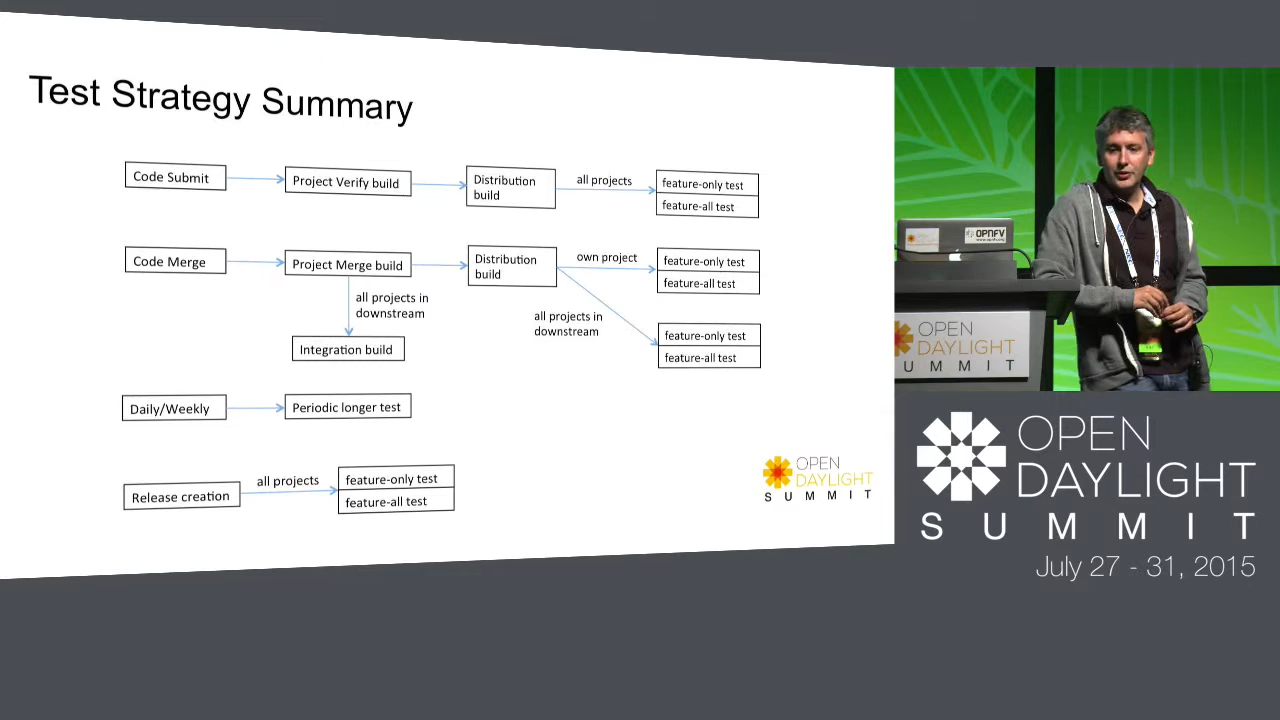 Test Strategy Summary
Code Submit
Project Verify build
Distribution
build
all projects
feature-only test
feature-all test
Code Merge
Project Merge build
Distribution
build
own project
feature-only test
feature-all test
all projects in
downstream
all projects in
downstream
feature-only test
feature-all test
Integration build
Daily/Weekly
Periodic longer test
Release creation
all projects
feature-only test
feature-all test
OPEN
DAYLIGHT
SUMMIT
OPNFV
OPEN
DAYLIGHT
SUMMIT
OPEN
DAYLIGHT
SUMMIT
July 27 - 31, 2015